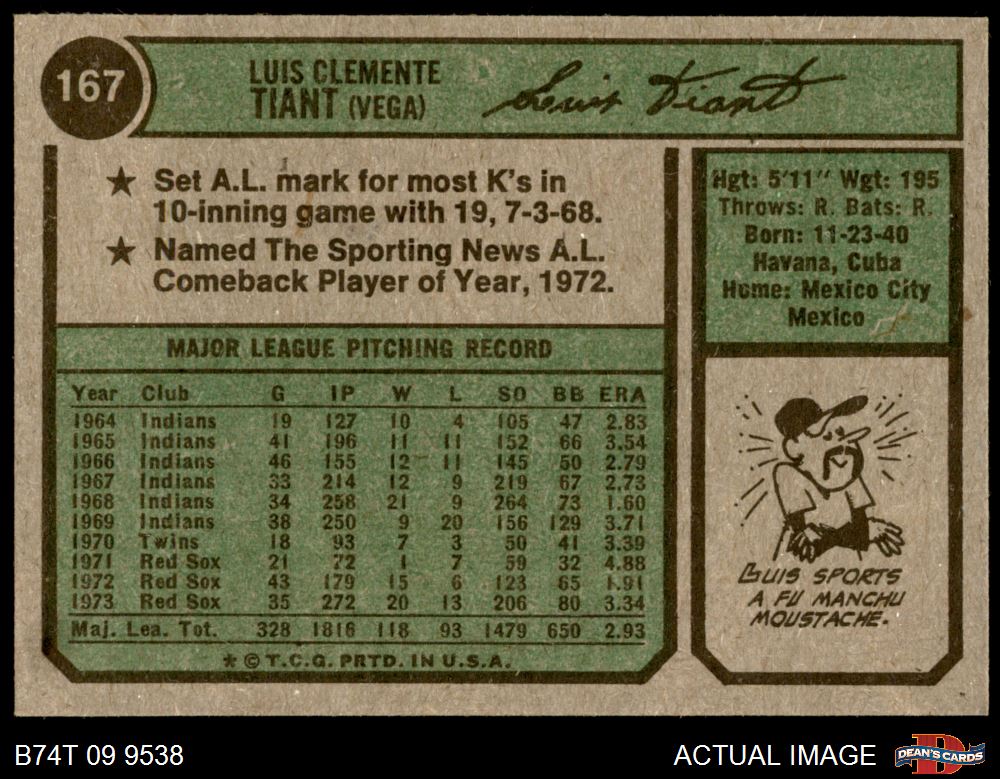 167
LUIS CLEMENTE
TIANT (VEGA)
Luis Tiant
★ Set A.L. mark for most K's in
10-inning game with 19, 7-3-68.
★ Named The Sporting News A.L.
Comeback Player of Year, 1972.
Hgt: 5'11" Wgt: 195
Throws: R. Bats: R.
Born: 11-23-40
Havana, Cuba
Home: Mexico City
Mexico
MAJOR LEAGUE PITCHING RECORD
Year Club G IP W L SO BB ERA
1964 Indians 19 127 10 4 105 47 2.83
1965 Indians 41 196 11 11 152 66 3.54
1966 Indians 46 155 12 11 145 50 2.79
1967 Indians 33 214 12 9 219 67 2.73
1968 Indians 34 258 21 9 264 73 1.60
1969 Indians 38 250 9 20 156 129 3.71
1970 Twins 18 93 7 3 50 41 3.39
1971 Red Sox 21 72 1 7 59 32 4.88
1972 Red Sox 43 179 15 6 123 65 1.91
1973 Red Sox 35 272 20 13 206 80 3.34
Maj. Lea. Tot. 328 1816 118 93 1479 650 2.93
★ © T.C.G. PRTD. IN U.S.A.
LUIS SPORTS
A FU MANCHU
MOUSTACHE.
B74T 09 9538
ACTUAL IMAGE
DEAN'S CARDS